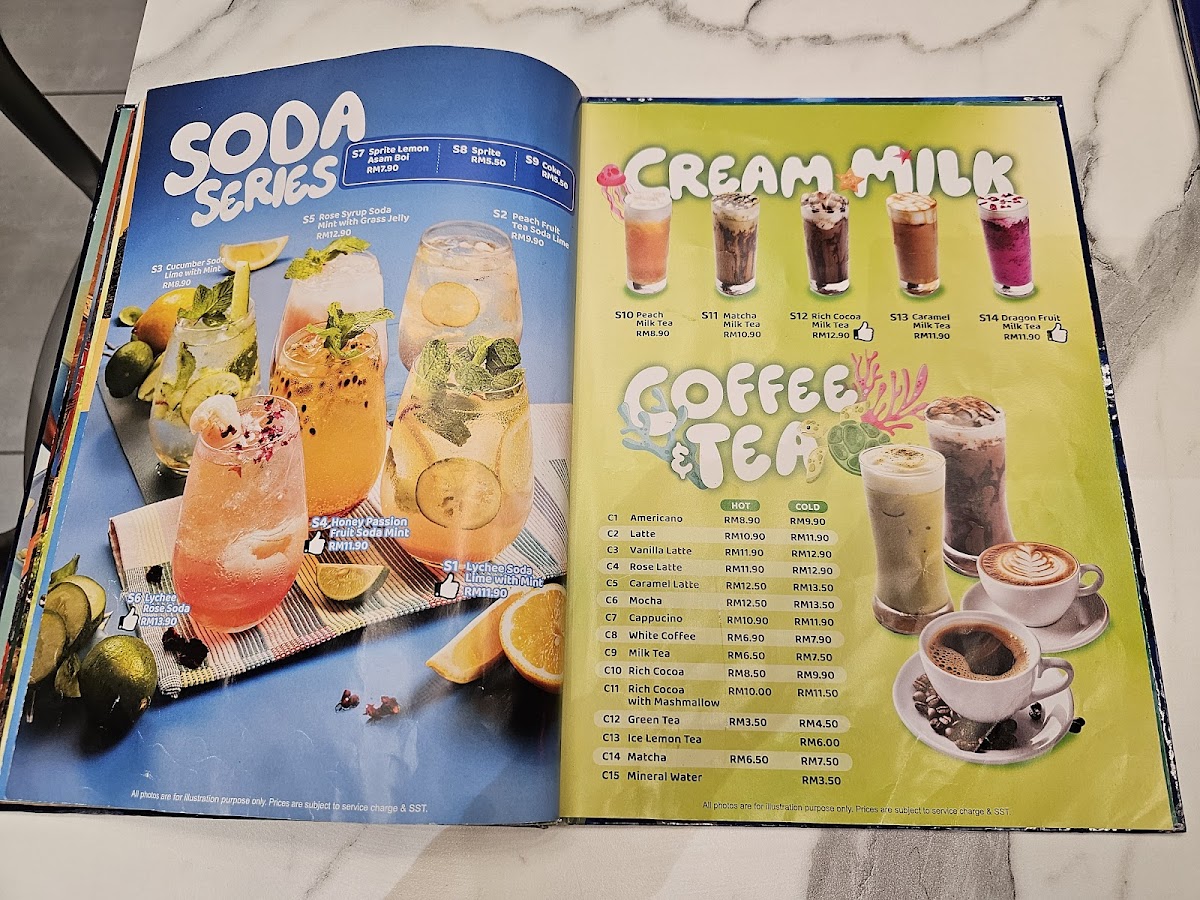 SODA
SERIES
S7 Sprite Lemon
Asam Boi
RM7.90
S8 Sprite
RM5.50
S9 Coke
RM5.50
S5 Rose Syrup Soda
Mint with Grass Jelly
RM12.90
S2 Peach Fruit
Tea Soda Lime
RM9.90
S3 Cucumber Soda
Lime with Mint
RM8.90
S4 Honey Passion
Fruit Soda Mint
RM11.90
S1 Lychee Soda
Lime with Mint
RM11.90
S6 Lychee
Rose Soda
RM13.90
All photos are for illustration purpose only. Prices are subject to service charge & SST.
CREAM MILK
S10 Peach
Milk Tea
RM8.90
S11 Matcha
Milk Tea
RM10.90
S12 Rich Cocoa
Milk Tea
RM12.90
S13 Caramel
Milk Tea
RM11.90
S14 Dragon Fruit
Milk Tea
RM11.90
COFFEE
& TEA
HOT COLD
C1 Americano RM8.90 RM9.90
C2 Latte RM10.90 RM11.90
C3 Vanilla Latte RM11.90 RM12.90
C4 Rose Latte RM11.90 RM12.90
C5 Caramel Latte RM12.50 RM13.50
C6 Mocha RM12.50 RM13.50
C7 Cappucino RM10.90 RM11.90
C8 White Coffee RM6.90 RM7.90
C9 Milk Tea RM6.50 RM7.50
C10 Rich Cocoa RM8.50 RM9.90
C11 Rich Cocoa RM10.00 RM11.50
with Mashmallow
C12 Green Tea RM3.50 RM4.50
C13 Ice Lemon Tea RM6.00
C14 Matcha RM6.50 RM7.50
C15 Mineral Water RM3.50
All photos are for illustration purpose only. Prices are subject to service charge & SST.